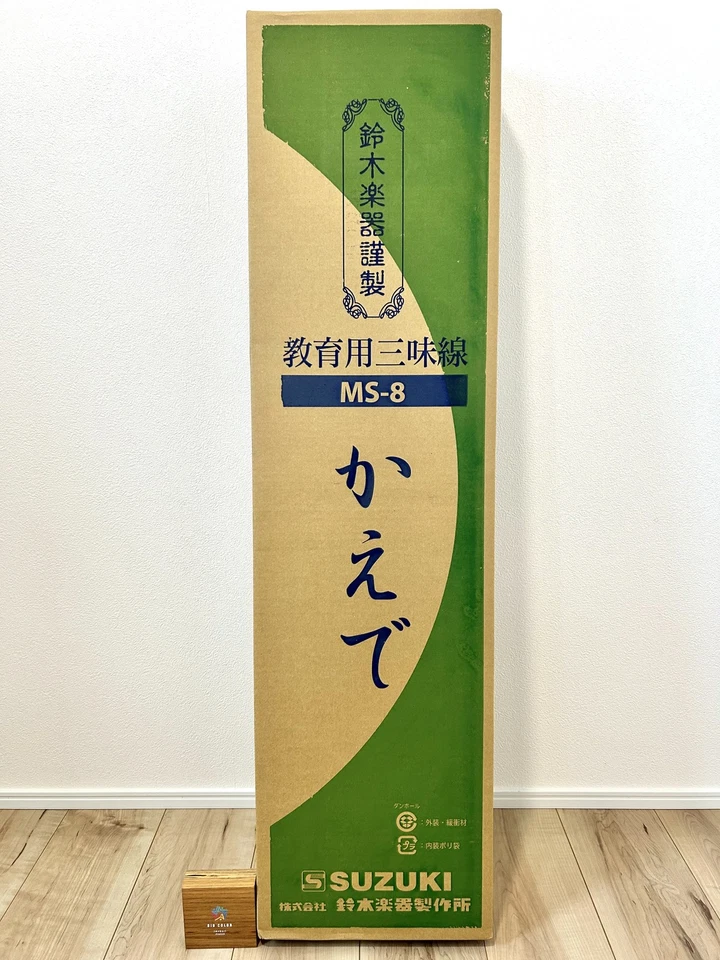 鈴木楽器謹製
教育用三味線
MS-8
かえで
ダンボール
:外装・緩衝材
プラ
:内装ポリ袋
SUZUKI
株式会社 鈴木楽器製作所